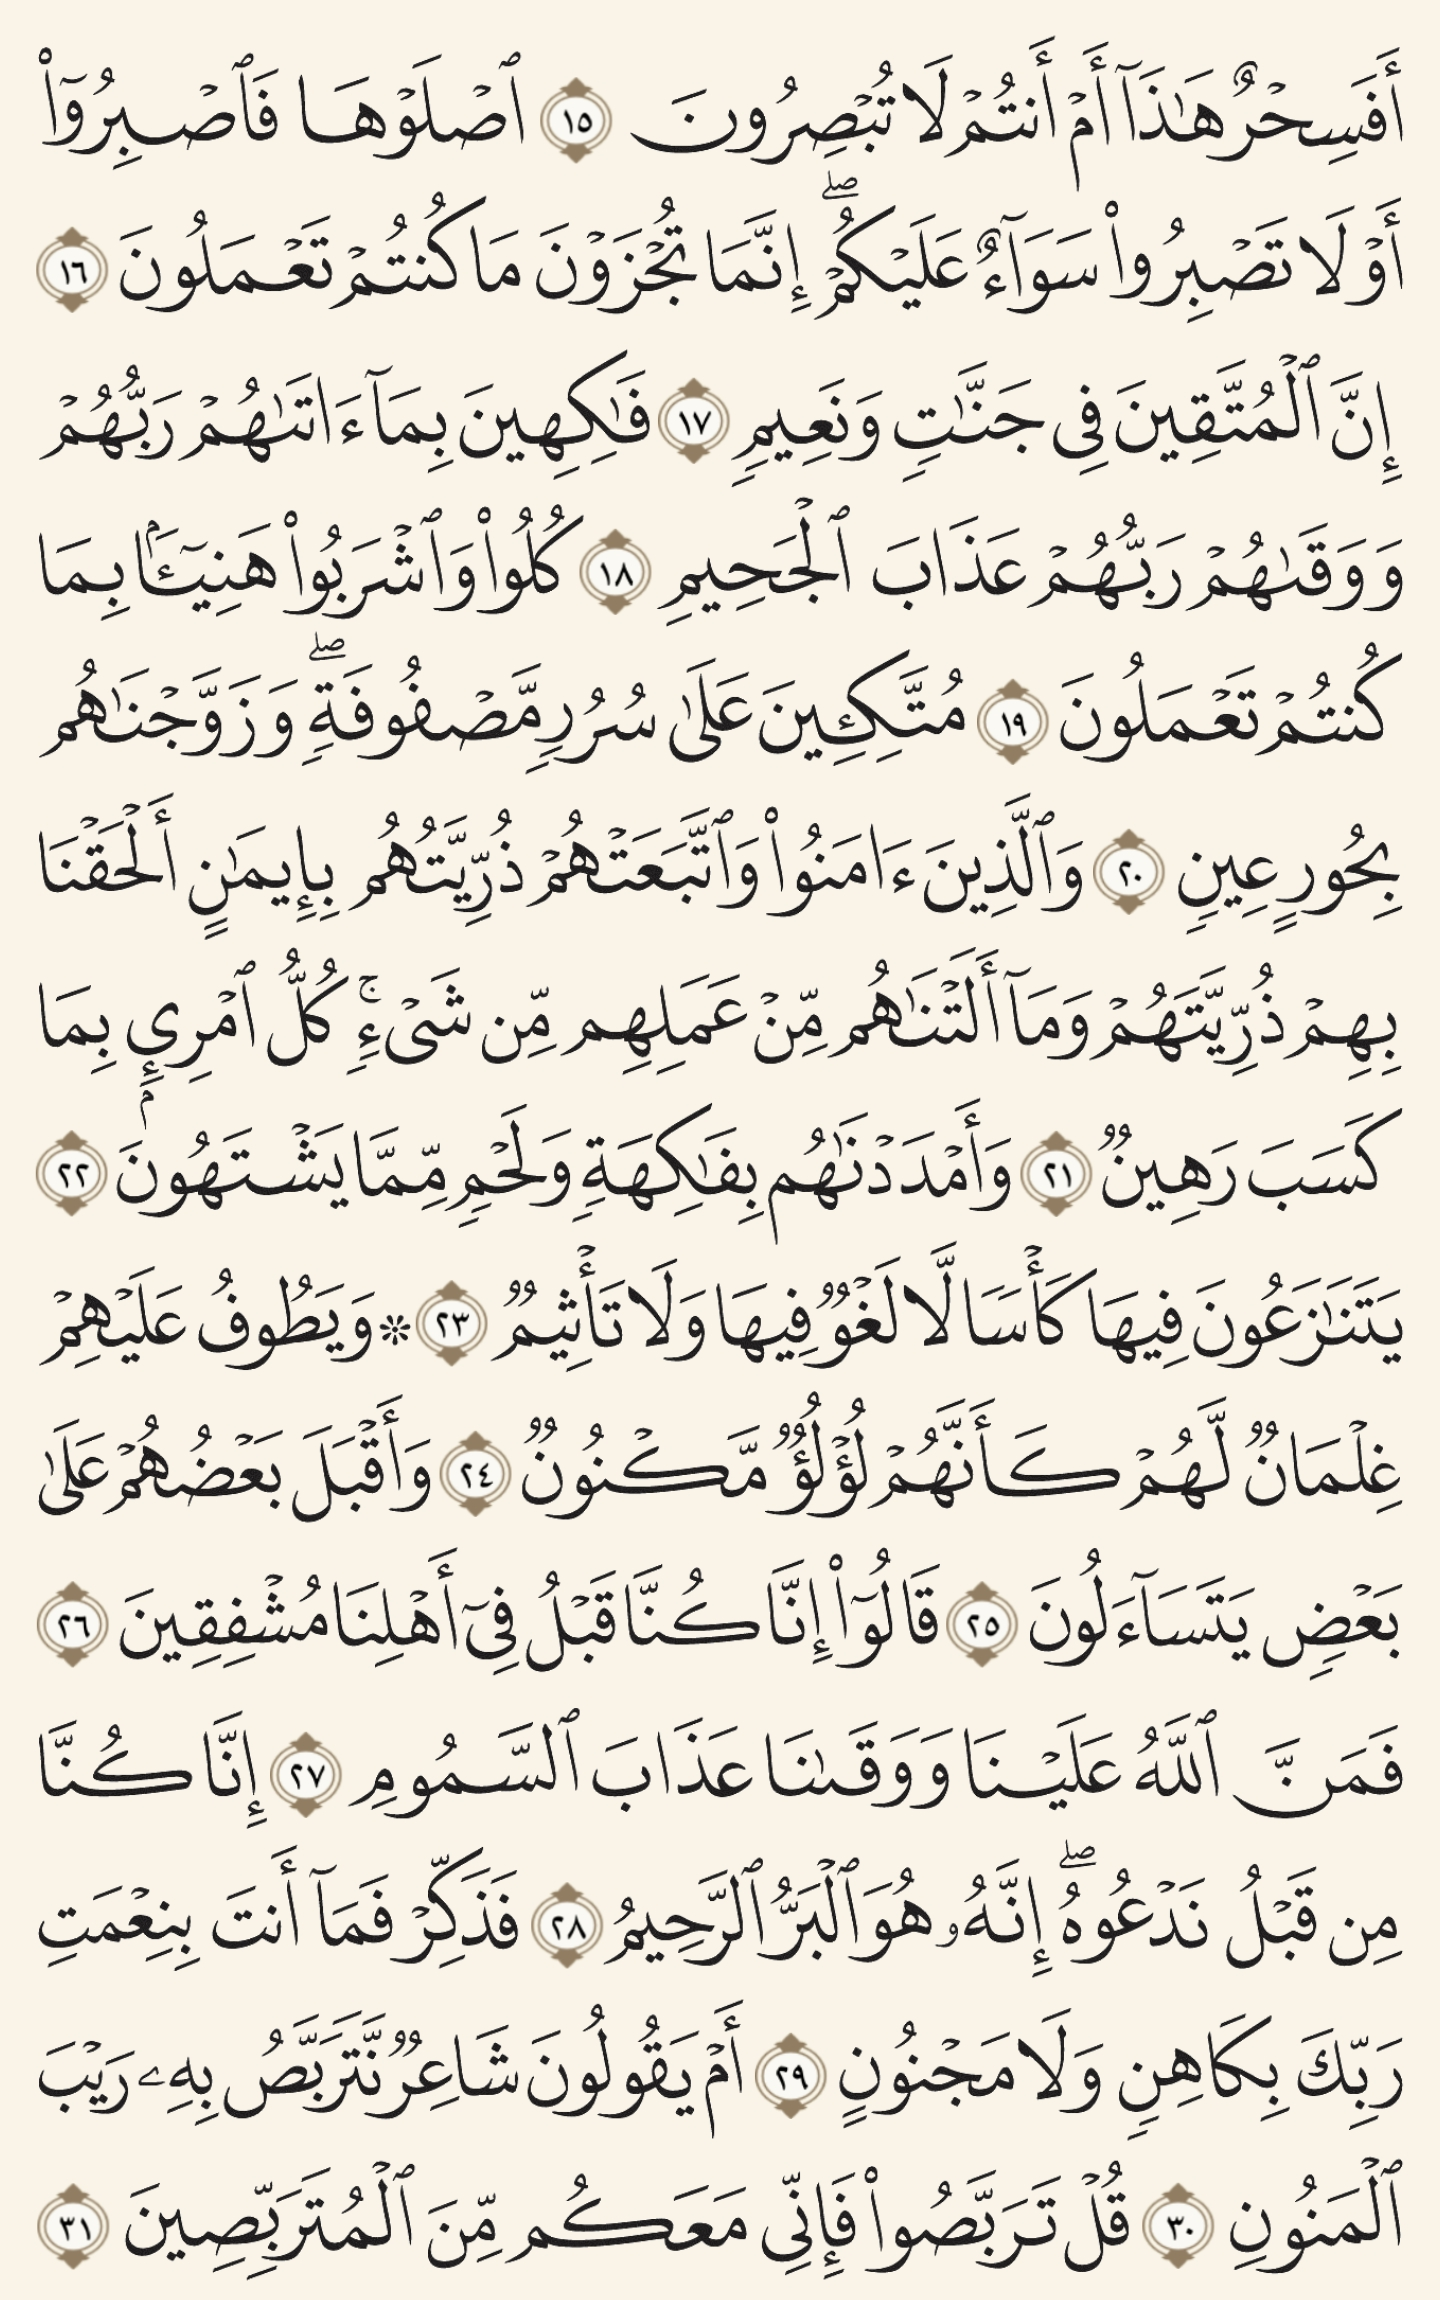 أَفَسِحْرٌ هَٰذَآ أَمْ أَنتُمْ لَا تُبْصِرُونَ ١٥ ٱصْلَوْهَا فَٱصْبِرُوٓا۟
أَوْ لَا تَصْبِرُوا۟ سَوَآءٌ عَلَيْكُمْ ۖ إِنَّمَا تُجْزَوْنَ مَا كُنتُمْ تَعْمَلُونَ ١٦
إِنَّ ٱلْمُتَّقِينَ فِى جَنَّٰتٍ وَنَعِيمٍ ١٧ فَٰكِهِينَ بِمَآ ءَاتَىٰهُمْ رَبُّهُمْ
وَوَقَىٰهُمْ رَبُّهُمْ عَذَابَ ٱلْجَحِيمِ ١٨ كُلُوا۟ وَٱشْرَبُوا۟ هَنِيٓـَٔۢا بِمَا
كُنتُمْ تَعْمَلُونَ ١٩ مُتَّكِـِٔينَ عَلَىٰ سُرُرٍ مَّصْفُوفَةٍ ۖ وَزَوَّجْنَٰهُم
بِحُورٍ عِينٍ ٢٠ وَٱلَّذِينَ ءَامَنُوا۟ وَٱتَّبَعَتْهُمْ ذُرِّيَّتُهُم بِإِيمَٰنٍ أَلْحَقْنَا
بِهِمْ ذُرِّيَّتَهُمْ وَمَآ أَلَتْنَٰهُم مِّنْ عَمَلِهِم مِّن شَىْءٍ ۚ كُلُّ ٱمْرِئٍۭ بِمَا
كَسَبَ رَهِينٌ ٢١ وَأَمْدَدْنَٰهُم بِفَٰكِهَةٍ وَلَحْمٍ مِّمَّا يَشْتَهُونَ ٢٢
يَتَنَٰزَعُونَ فِيهَا كَأْسًا لَّا لَغْوٌ فِيهَا وَلَا تَأْثِيمٌ ٢٣ ۞ وَيَطُوفُ عَلَيْهِمْ
غِلْمَانٌ لَّهُمْ كَأَنَّهُمْ لُؤْلُؤٌ مَّكْنُونٌ ٢٤ وَأَقْبَلَ بَعْضُهُمْ عَلَىٰ
بَعْضٍ يَتَسَآءَلُونَ ٢٥ قَالُوٓا۟ إِنَّا كُنَّا قَبْلُ فِىٓ أَهْلِنَا مُشْفِقِينَ ٢٦
فَمَنَّ ٱللَّهُ عَلَيْنَا وَوَقَىٰنَا عَذَابَ ٱلسَّمُومِ ٢٧ إِنَّا كُنَّا
مِن قَبْلُ نَدْعُوهُ ۖ إِنَّهُۥ هُوَ ٱلْبَرُّ ٱلرَّحِيمُ ٢٨ فَذَكِّرْ فَمَآ أَنتَ بِنِعْمَتِ
رَبِّكَ بِكَاهِنٍ وَلَا مَجْنُونٍ ٢٩ أَمْ يَقُولُونَ شَاعِرٌ نَّتَرَبَّصُ بِهِۦ رَيْبَ
ٱلْمَنُونِ ٣٠ قُلْ تَرَبَّصُوا۟ فَإِنِّى مَعَكُم مِّنَ ٱلْمُتَرَبِّصِينَ ٣١